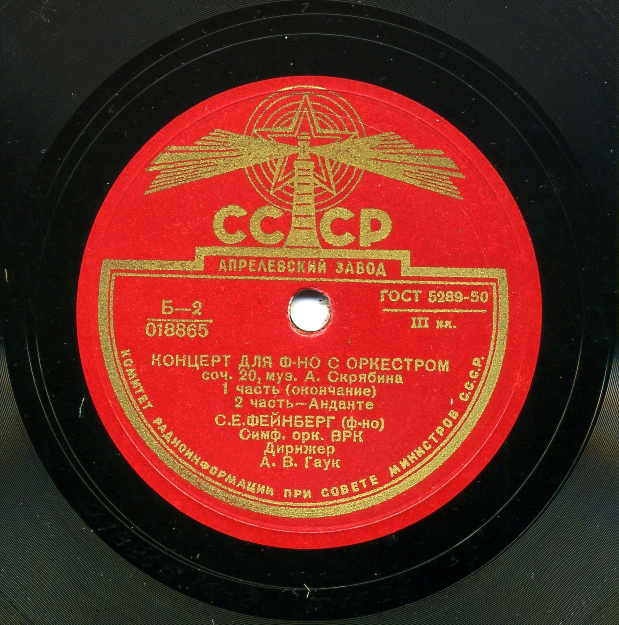 СССР
АПРЕЛЕВСКИЙ ЗАВОД
Б—2
018865
ГОСТ 5289-50
III кл.
КОНЦЕРТ ДЛЯ Ф-НО С ОРКЕСТРОМ
соч. 20, муз. А. Скрябина
1 часть (окончание)
2 часть—Анданте
С.Е.ФЕЙНБЕРГ (ф-но)
Симф. орк. ВРК
Дирижер
А. В. Гаук
КОМИТЕТ РАДИОИНФОРМАЦИИ ПРИ СОВЕТЕ МИНИСТРОВ С.С.С.Р.